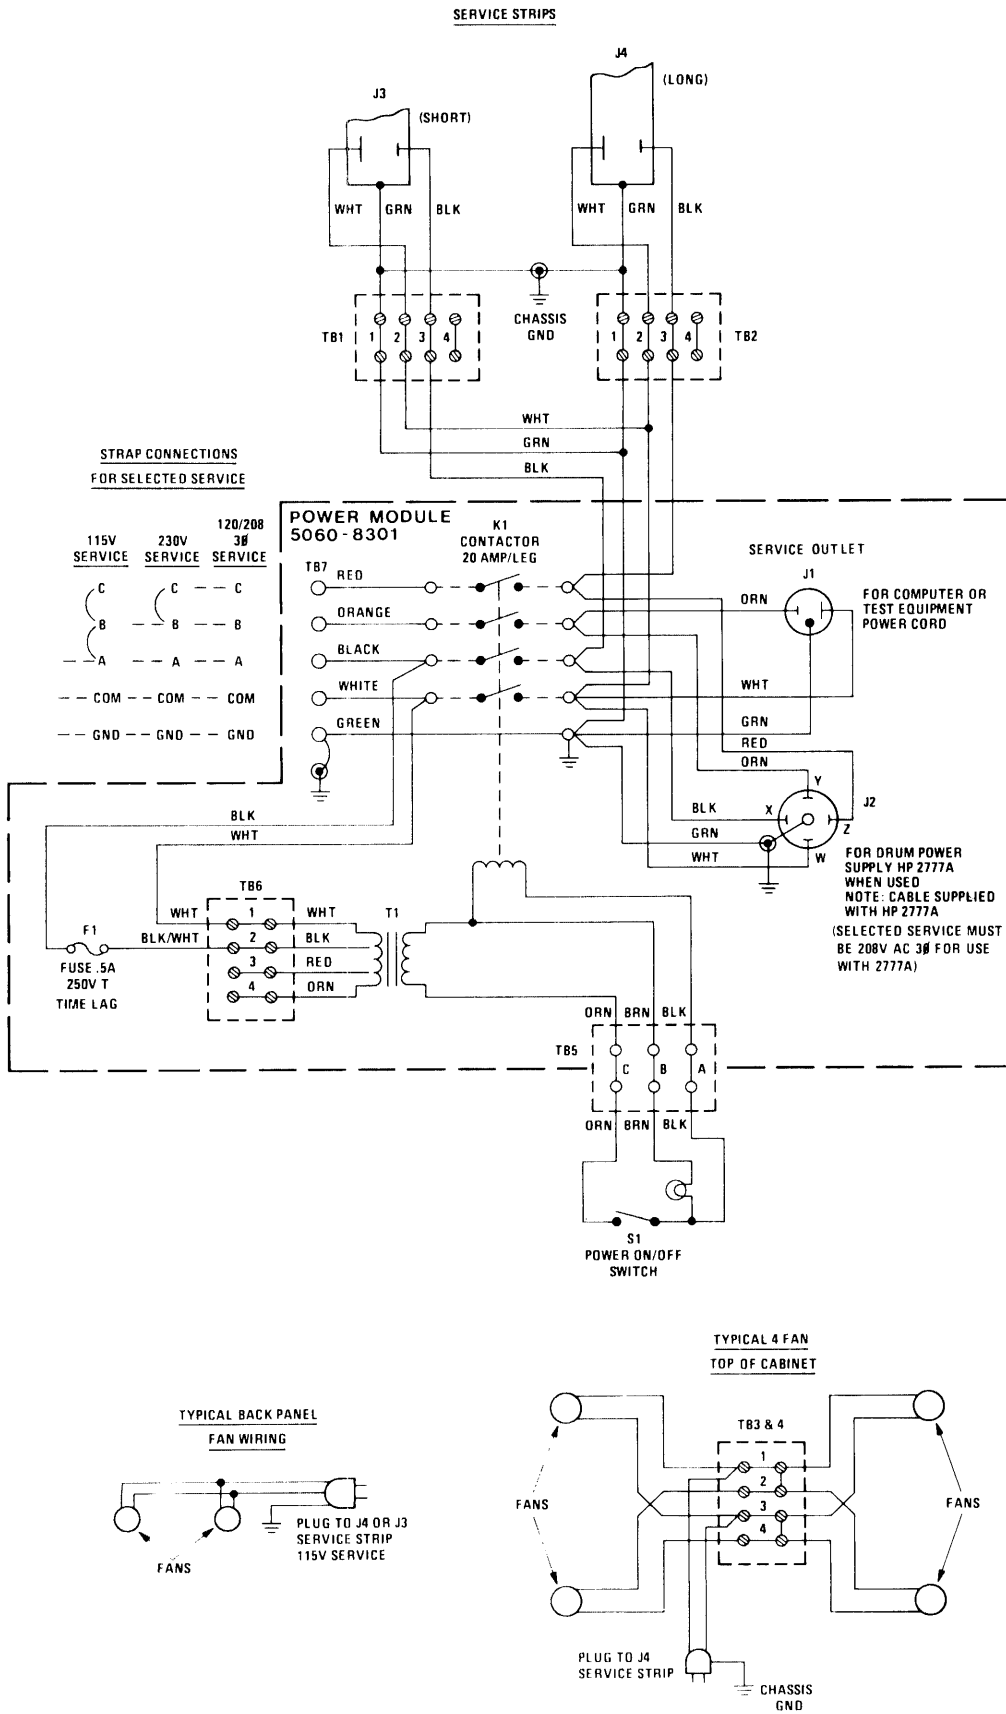 SERVICE STRIPS
J4
(LONG)
J3
(SHORT)
WHT GRN BLK
WHT GRN BLK
CHASSIS
GND
TB1
1 2 3 4
1 2 3 4
TB2
WHT
GRN
BLK
STRAP CONNECTIONS
FOR SELECTED SERVICE
115V
SERVICE
230V
SERVICE
120/208
3Ø
SERVICE
C C -- C
B -- B -- B
-- A -- A -- A
-- COM -- COM -- COM
-- GND -- GND -- GND
POWER MODULE
5060-8301
K1
CONTACTOR
20 AMP/LEG
TB7
RED
ORANGE
BLACK
WHITE
GREEN
SERVICE OUTLET
J1
ORN
FOR COMPUTER OR
TEST EQUIPMENT
POWER CORD
WHT
GRN
RED
ORN
Y
BLK
X
J2
Z
GRN
WHT
W
FOR DRUM POWER
SUPPLY HP 2777A
WHEN USED
NOTE: CABLE SUPPLIED
WITH HP 2777A
(SELECTED SERVICE MUST
BE 208V AC 3Ø FOR USE
WITH 2777A)
BLK
WHT
TB6
WHT 1 WHT
T1
F1
BLK/WHT 2 BLK
3 RED
4 ORN
FUSE .5A
250V T
TIME LAG
ORN BRN BLK
TB5
C B A
ORN BRN BLK
S1
POWER ON/OFF
SWITCH
TYPICAL 4 FAN
TOP OF CABINET
TB3 & 4
1
2
3
4
FANS
FANS
PLUG TO J4
SERVICE STRIP
CHASSIS
GND
TYPICAL BACK PANEL
FAN WIRING
FANS
PLUG TO J4 OR J3
SERVICE STRIP
115V SERVICE